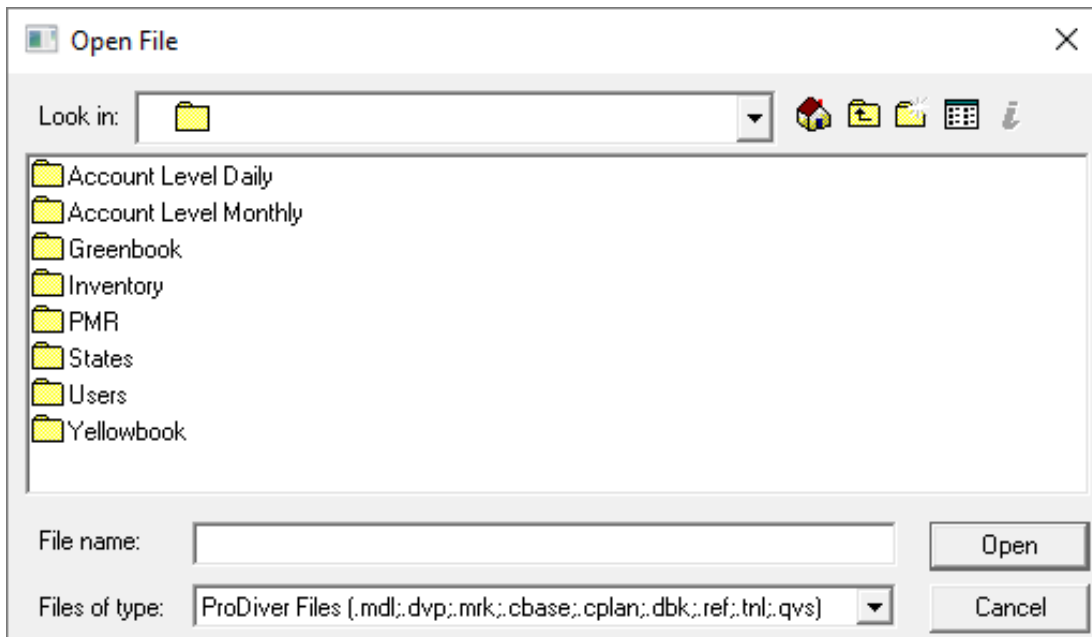 Open File
Look in:
Account Level Daily
Account Level Monthly
Greenbook
Inventory
PMR
States
Users
Yellowbook
File name:
Open
Files of type: ProDiver Files (.mdl;.dvp;.mrk;.cbase;.cplan;.dbk;.ref;.tnl;.qvs)
Cancel